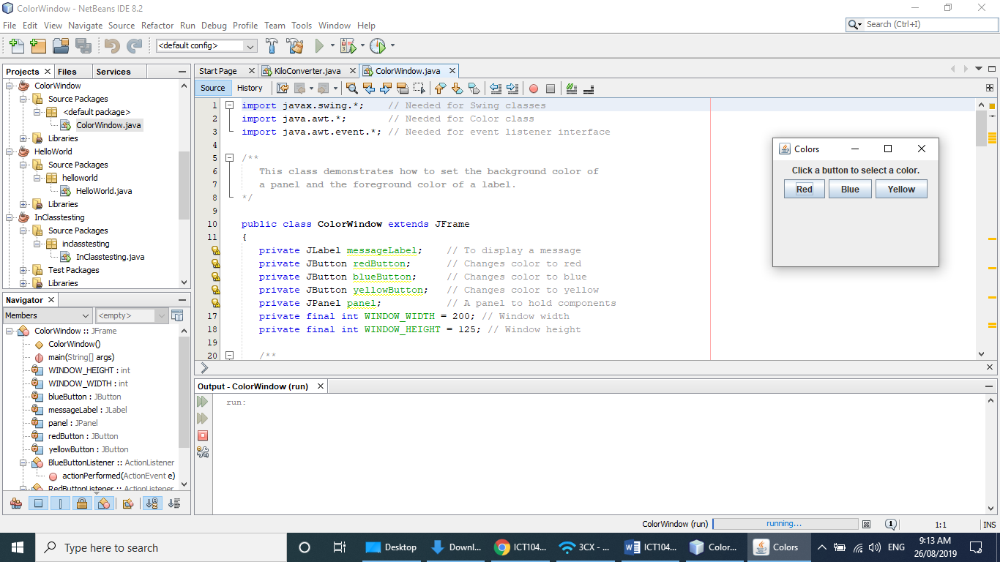 ColorWindow - NetBeans IDE 8.2
File Edit View Navigate Source Refactor Run Debug Profile Team Tools Window Help
Search (Ctrl+I)
<default config>
Projects
Files
Services
ColorWindow
Source Packages
<default package>
ColorWindow.java
Libraries
HelloWorld
Source Packages
helloworld
HelloWorld.java
Libraries
InClasstesting
Source Packages
inclasstesting
InClasstesting.java
Test Packages
Libraries
Navigator
Members
<empty>
ColorWindow :: JFrame
ColorWindow()
main(String[] args)
WINDOW_HEIGHT : int
WINDOW_WIDTH : int
blueButton : JButton
messageLabel : JLabel
panel : JPanel
redButton : JButton
yellowButton : JButton
BlueButtonListener :: ActionListener
actionPerformed(ActionEvent e)
RedButtonListener :: ActionListener
Start Page
KiloConverter.java
ColorWindow.java
Source
History
1 import javax.swing.*; // Needed for Swing classes
2 import java.awt.*; // Needed for Color class
3 import java.awt.event.*; // Needed for event listener interface
4
5 /**
6 This class demonstrates how to set the background color of
7 a panel and the foreground color of a label.
8 */
9
10 public class ColorWindow extends JFrame
11 {
private JLabel messageLabel; // To display a message
private JButton redButton; // Changes color to red
private JButton blueButton; // Changes color to blue
private JButton yellowButton; // Changes color to yellow
private JPanel panel; // A panel to hold components
17 private final int WINDOW_WIDTH = 200; // Window width
18 private final int WINDOW_HEIGHT = 125; // Window height
19
20 /**
Colors
Click a button to select a color.
Red
Blue
Yellow
Output - ColorWindow (run)
run:
ColorWindow (run)
running...
1
1:1
INS
Type here to search
Desktop
Downl...
ICT104...
3CX - ...
ICT104...
Color...
Colors
ENG
9:13 AM
26/08/2019